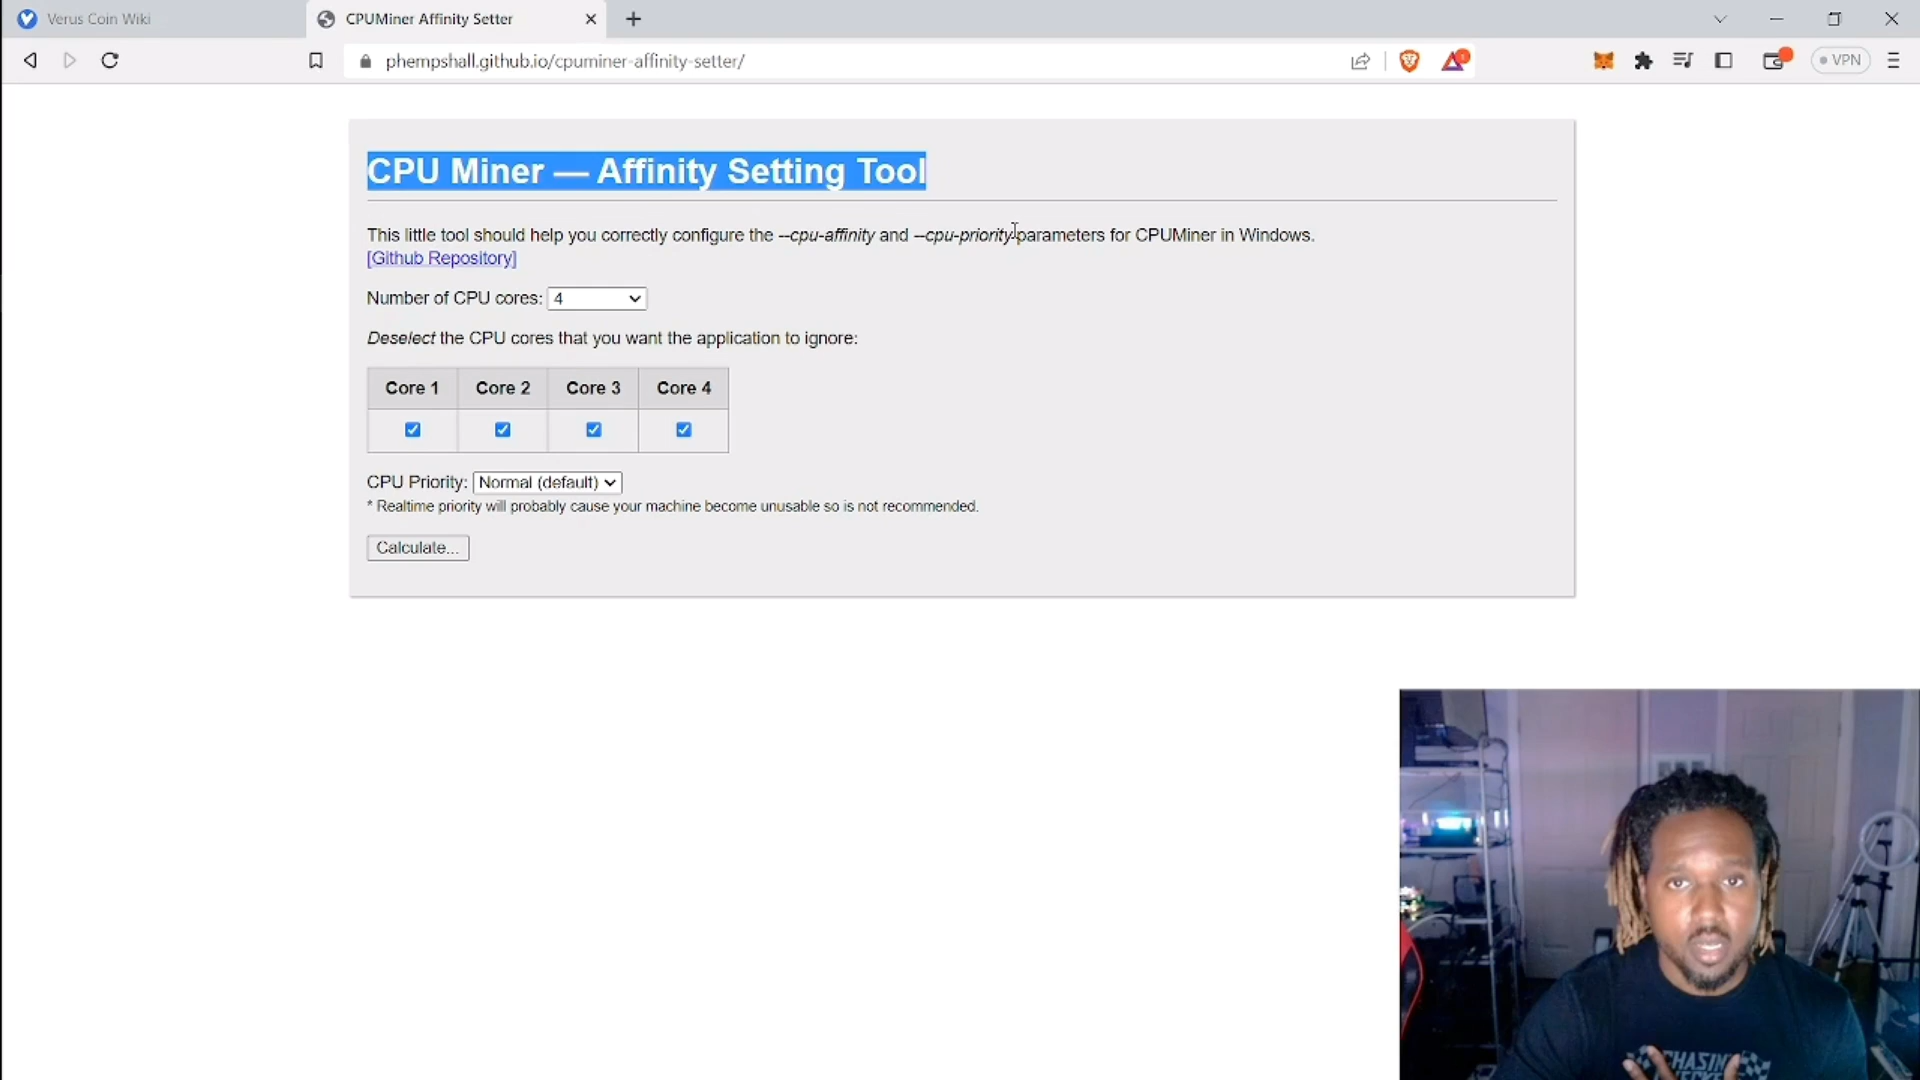 Verus Coin Wiki
CPUMiner Affinity Setter
phempshall.github.io/cpuminer-affinity-setter/
VPN
CPU Miner — Affinity Setting Tool
This little tool should help you correctly configure the --cpu-affinity and --cpu-priority parameters for CPUMiner in Windows.
[Github Repository]
Number of CPU cores: 4
Deselect the CPU cores that you want the application to ignore:
Core 1 Core 2 Core 3 Core 4
CPU Priority: Normal (default)
* Realtime priority will probably cause your machine become unusable so is not recommended.
Calculate...
CHASIN